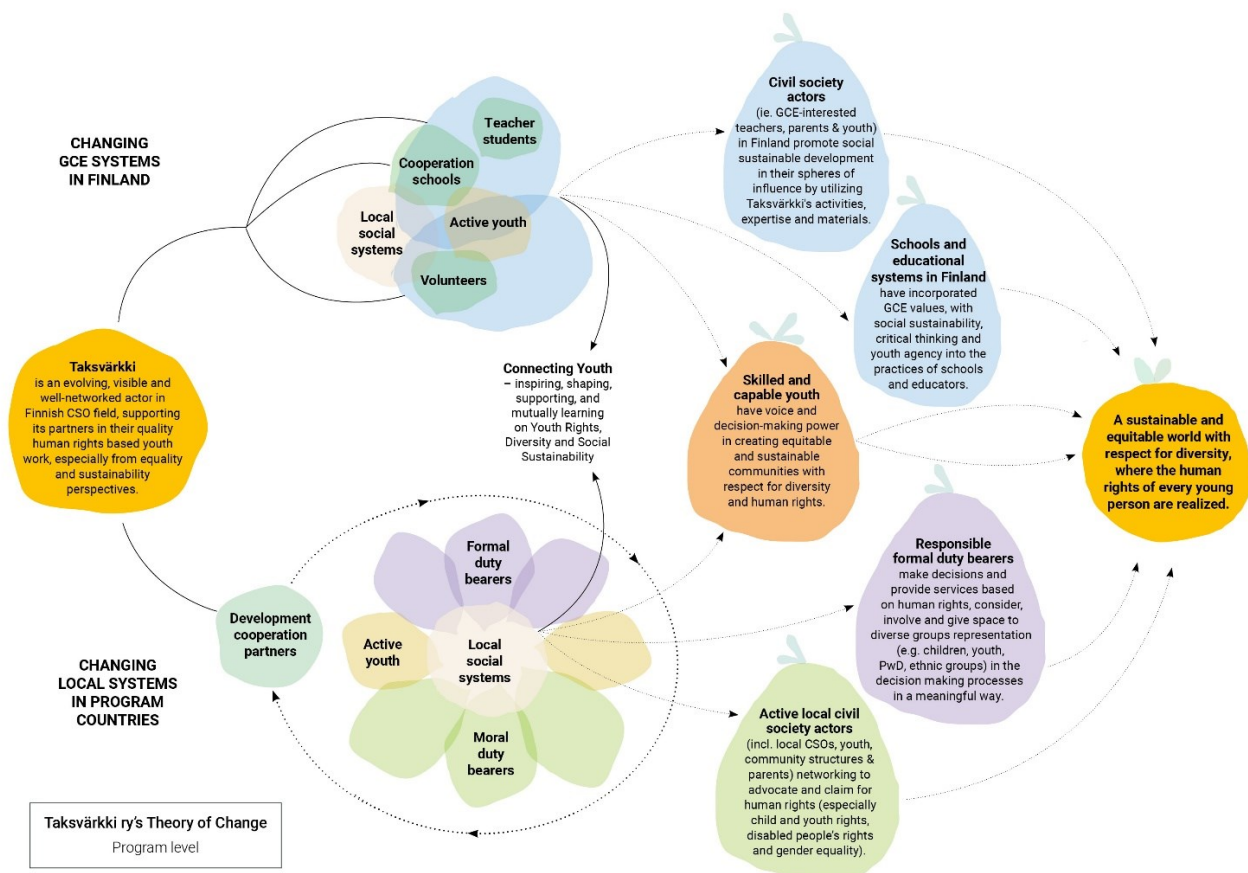 CHANGING
GCE SYSTEMS
IN FINLAND
Teacher
students
Cooperation
schools
Local
social
systems
Active youth
Volunteers
Civil society
actors
(ie. GCE-interested
teachers, parents & youth)
in Finland promote social
sustainable development
in their spheres of
influence by utilizing
Taksvärkki's activities,
expertise and materials.
Schools and
educational
systems in Finland
have incorporated
GCE values, with
social sustainability,
critical thinking and
youth agency into the
practices of schools
and educators.
Taksvärkki
is an evolving, visible and
well-networked actor in
Finnish CSO field, supporting
its partners in their quality
human rights based youth
work, especially from equality
and sustainability
perspectives.
Connecting Youth
– inspiring, shaping,
supporting, and
mutually learning
on Youth Rights,
Diversity and Social
Sustainability
Skilled and
capable youth
have voice and
decision-making power
in creating equitable
and sustainable
communities with
respect for diversity
and human rights.
A sustainable and
equitable world with
respect for diversity,
where the human
rights of every young
person are realized.
Development
cooperation
partners
Formal
duty
bearers
Active
youth
Local
social
systems
Moral
duty
bearers
Responsible
formal duty bearers
make decisions and
provide services based
on human rights, consider,
involve and give space to
diverse groups representation
(e.g. children, youth,
PwD, ethnic groups) in the
decision making processes
in a meaningful way.
CHANGING
LOCAL SYSTEMS
IN PROGRAM
COUNTRIES
Active local civil
society actors
(incl. local CSOs, youth,
community structures &
parents) networking to
advocate and claim for
human rights (especially
child and youth rights,
disabled people's rights
and gender equality).
Taksvärkki ry's Theory of Change
Program level